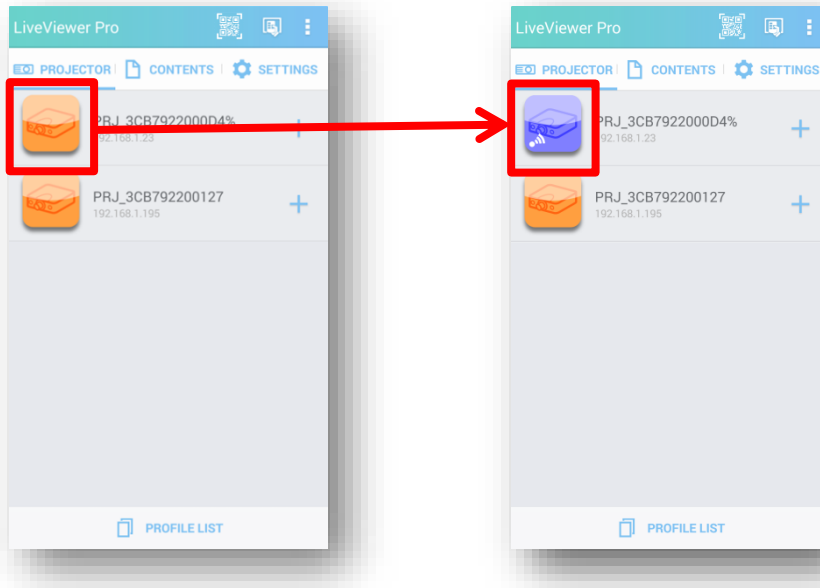 LiveViewer Pro
PROJECTOR CONTENTS SETTINGS
PRJ_3CB7922000D4%
192.168.1.23
PRJ_3CB792200127
192.168.1.195
PROFILE LIST
LiveViewer Pro
PROJECTOR CONTENTS SETTINGS
PRJ_3CB7922000D4%
192.168.1.23
PRJ_3CB792200127
192.168.1.195
PROFILE LIST